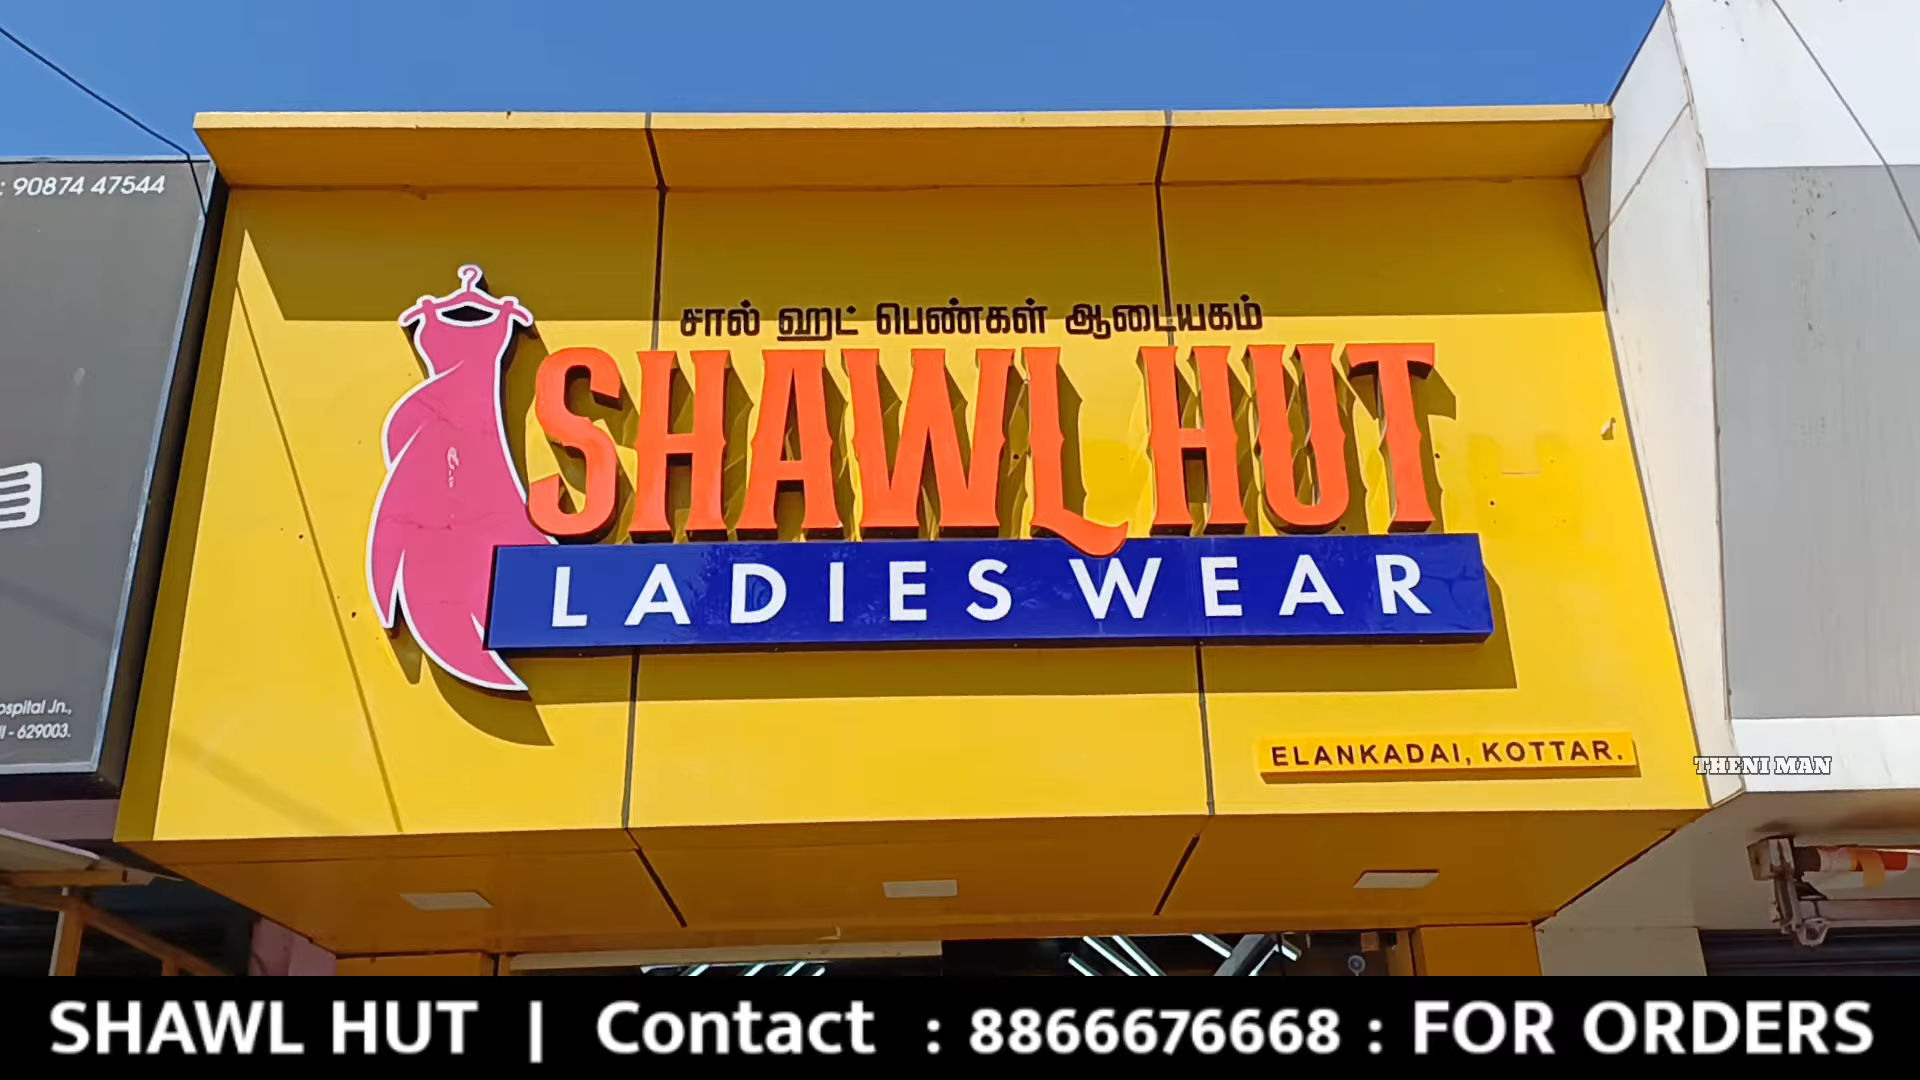 : 90874 47544
சால் ஹட் பெண்கள் ஆடையகம்
SHAWL HUT
LADIES WEAR
ospital Jn.,
- 629003.
ELANKADAI, KOTTAR.
THENI MAN
SHAWL HUT | Contact : 8866676668 : FOR ORDERS